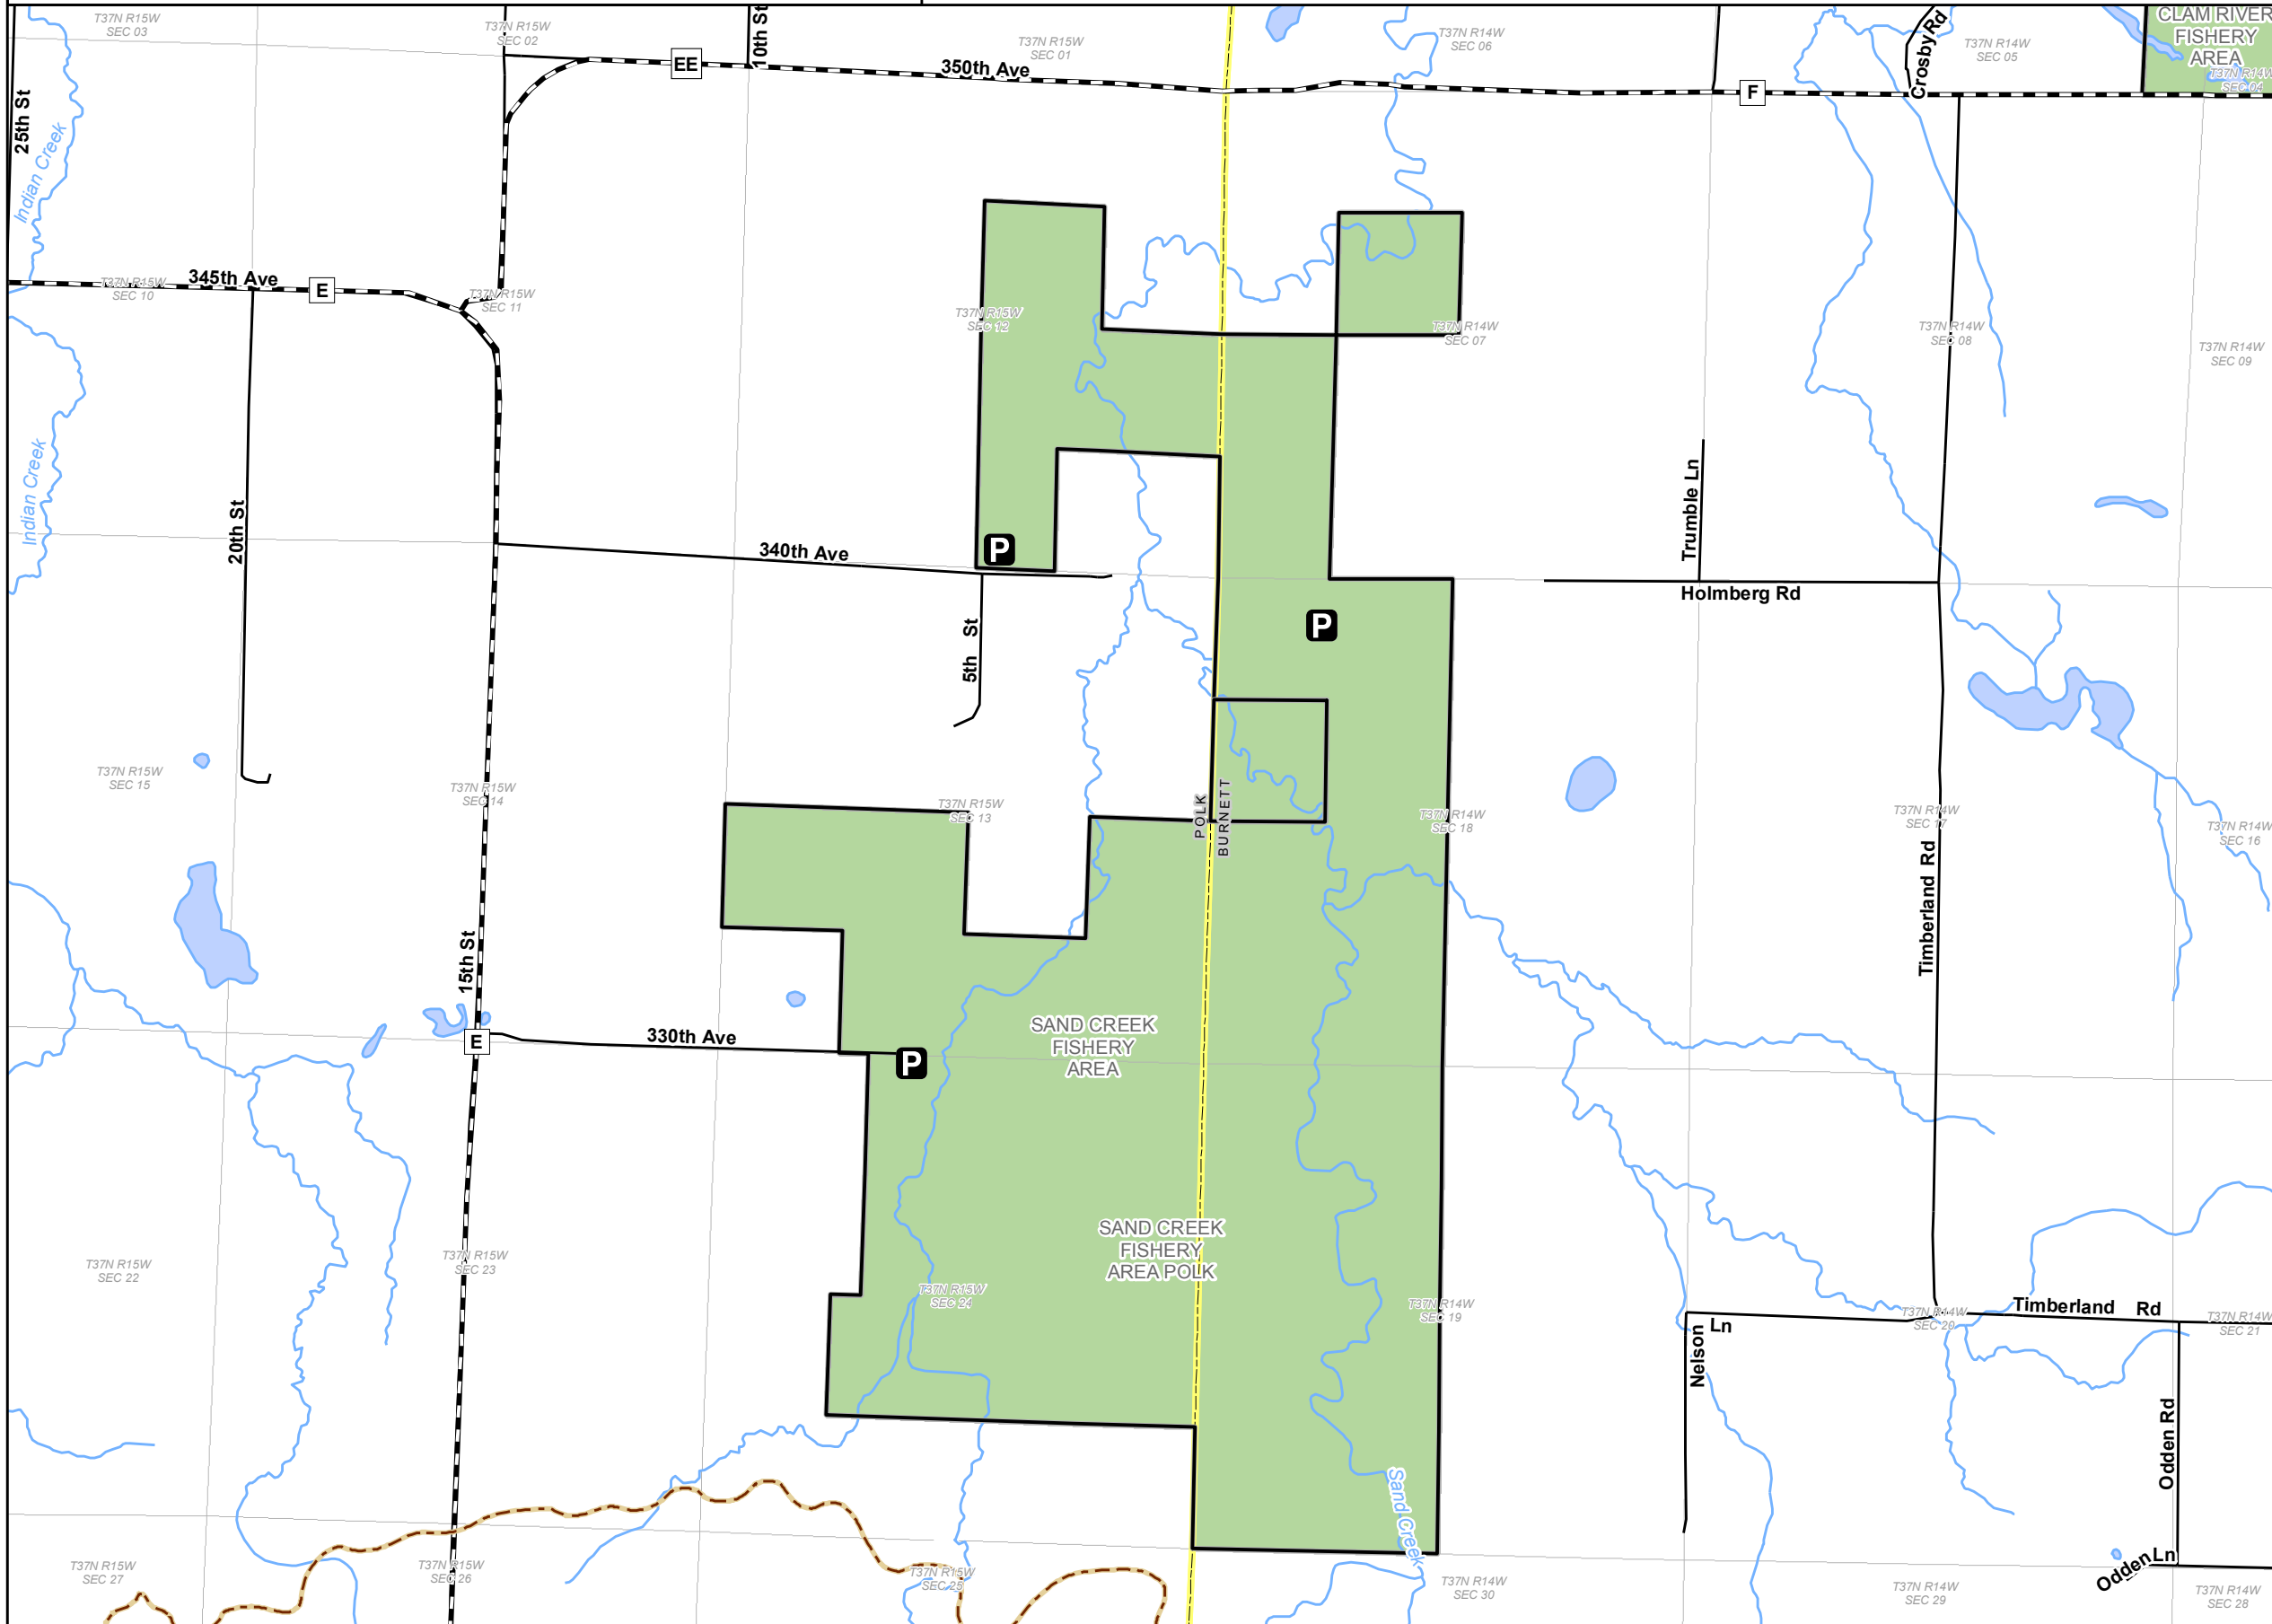 T37N R15W
SEC 03
T37N R15W
SEC 02
10th St
T37N R15W
SEC 01
T37N R14W
SEC 06
Crosby Rd
T37N R14W
SEC 05
CLAM RIVER
FISHERY
AREA
T37N R14W
SEC 04
25th St
Indian Creek
EE
350th Ave
F
345th Ave
E
T37N R15W
SEC 10
T37N R15W
SEC 11
T37N R15W
SEC 12
T37N R14W
SEC 07
T37N R14W
SEC 08
T37N R14W
SEC 09
Indian Creek
20th St
340th Ave
P
Trumble Ln
Holmberg Rd
5th St
P
T37N R15W
SEC 15
T37N R15W
SEC 14
T37N R15W
SEC 13
POLK
BURNETT
T37N R14W
SEC 18
T37N R14W
SEC 17
T37N R14W
SEC 16
Timberland Rd
15th St
E
330th Ave
P
SAND CREEK
FISHERY
AREA
SAND CREEK
FISHERY
AREA POLK
T37N R15W
SEC 22
T37N R15W
SEC 23
T37N R15W
SEC 24
T37N R14W
SEC 19
T37N R14W
SEC 20
Timberland Rd
T37N R14W
SEC 21
Nelson Ln
Odden Rd
Sand Creek
Odden Ln
T37N R15W
SEC 27
T37N R15W
SEC 26
T37N R15W
SEC 25
T37N R14W
SEC 30
T37N R14W
SEC 29
T37N R14W
SEC 28